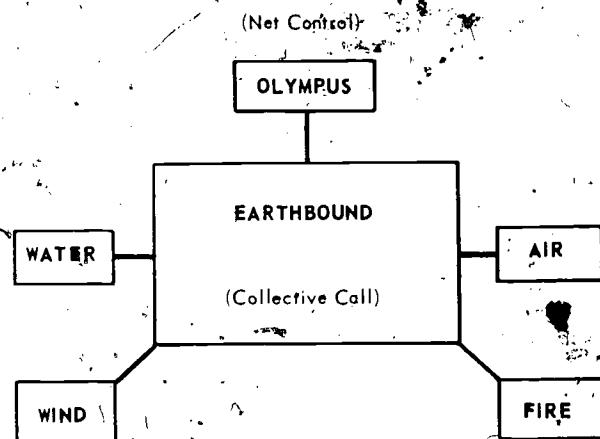 (Net Control)
OLYMPUS
EARTHBOUND
WATER
AIR
(Collective Call)
WIND
FIRE